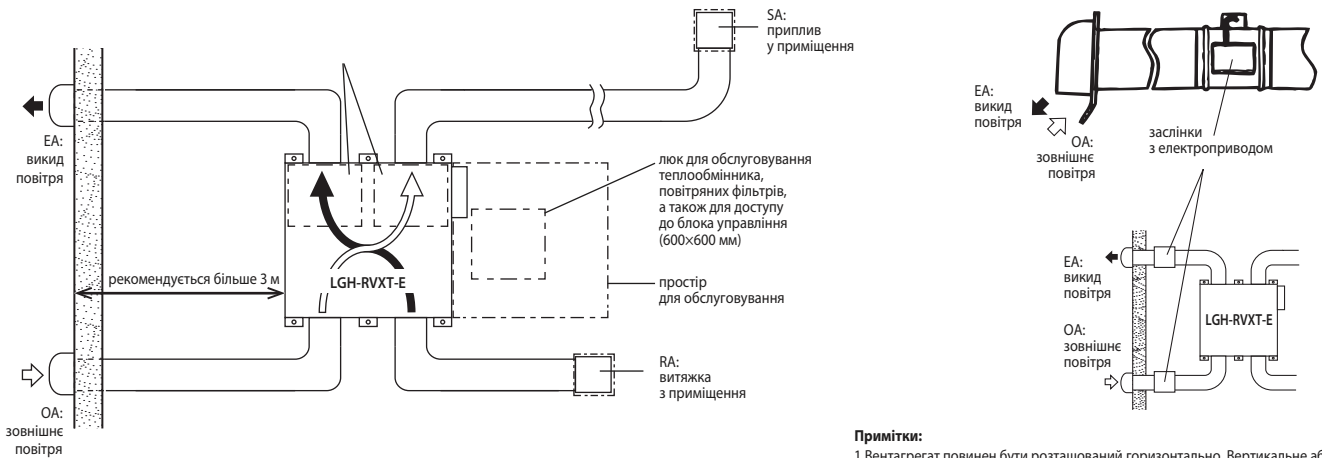 SA:
приплив
у приміщення
EA:
викид
повітря
люк для обслуговування
теплообмінника,
повітряних фільтрів,
а також для доступу
до блока управління
(600×600 мм)
рекомендується більше 3 м
LGH-RVXT-E
простір
для обслуговування
RA:
витяжка
з приміщення
OA:
зовнішнє
повітря
EA:
викид
повітря
OA:
зовнішнє
повітря
заслінки
з електроприводом
EA:
викид
повітря
OA:
зовнішнє
повітря
LGH-RVXT-E
Примітки:
1 Вентагрегат повинен бути розташований горизонтально. Вертикальне аб